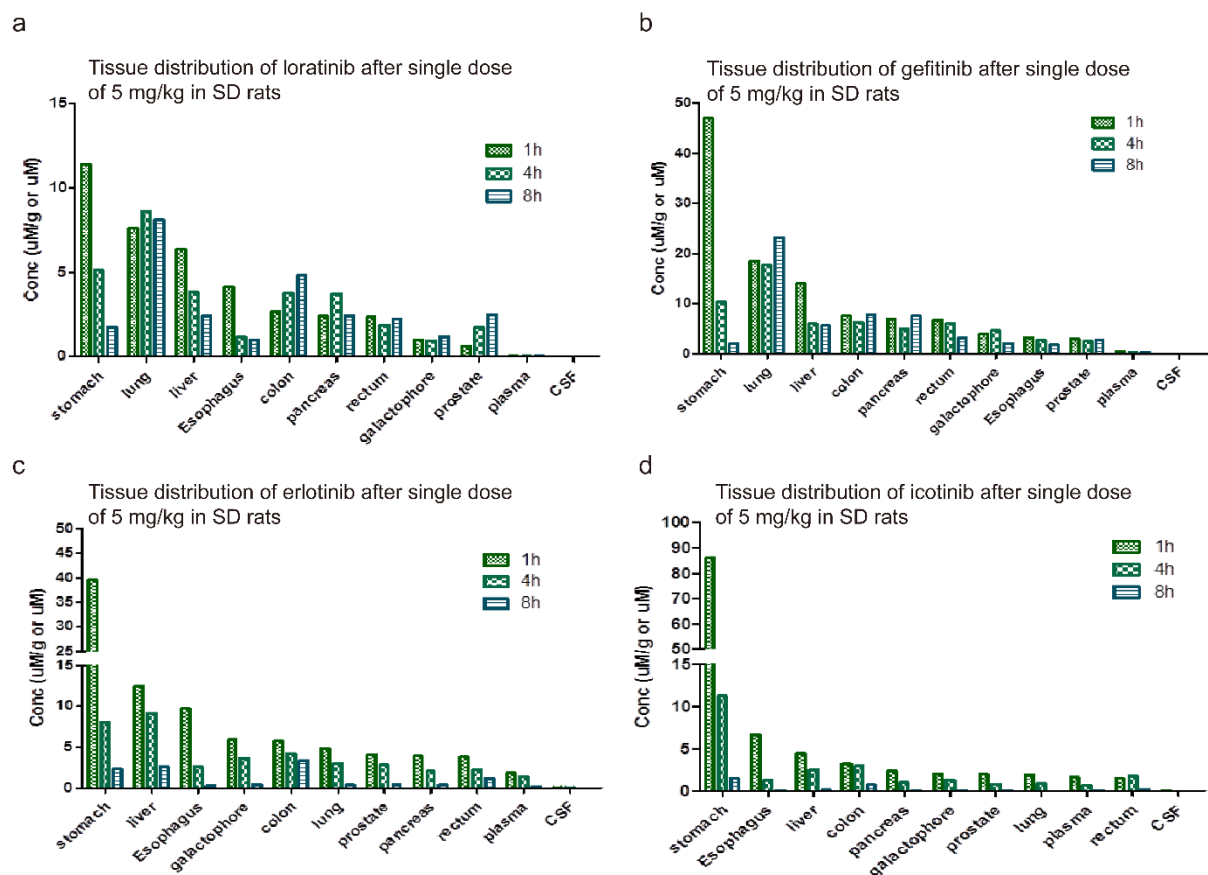 a
Tissue distribution of loratinib after single dose
of 5 mg/kg in SD rats
15
10
5
0
Conc (uM/g or uM)
1h
4h
8h
stomach
lung
liver
Esophagus
colon
pancreas
rectum
galactophore
prostate
plasma
CSF
b
Tissue distribution of gefitinib after single dose
of 5 mg/kg in SD rats
50
40
30
20
10
0
Conc (uM/g or uM)
1h
4h
8h
stomach
lung
liver
colon
pancreas
rectum
galactophore
Esophagus
prostate
plasma
CSF
c
Tissue distribution of erlotinib after single dose
of 5 mg/kg in SD rats
50
45
40
35
30
25
15
10
5
0
Conc (uM/g or uM)
1h
4h
8h
stomach
liver
Esophagus
galactophore
colon
lung
prostate
pancreas
rectum
plasma
CSF
d
Tissue distribution of icotinib after single dose
of 5 mg/kg in SD rats
100
90
80
70
60
50
15
10
5
0
Conc (uM/g or uM)
1h
4h
8h
stomach
Esophagus
liver
colon
pancreas
galactophore
prostate
lung
plasma
rectum
CSF